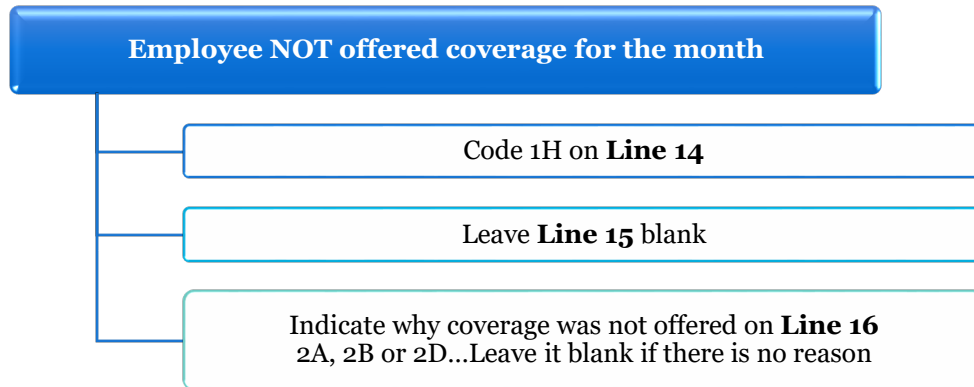 Employee NOT offered coverage for the month
Code 1H on Line 14
Leave Line 15 blank
Indicate why coverage was not offered on Line 16
2A, 2B or 2D...Leave it blank if there is no reason